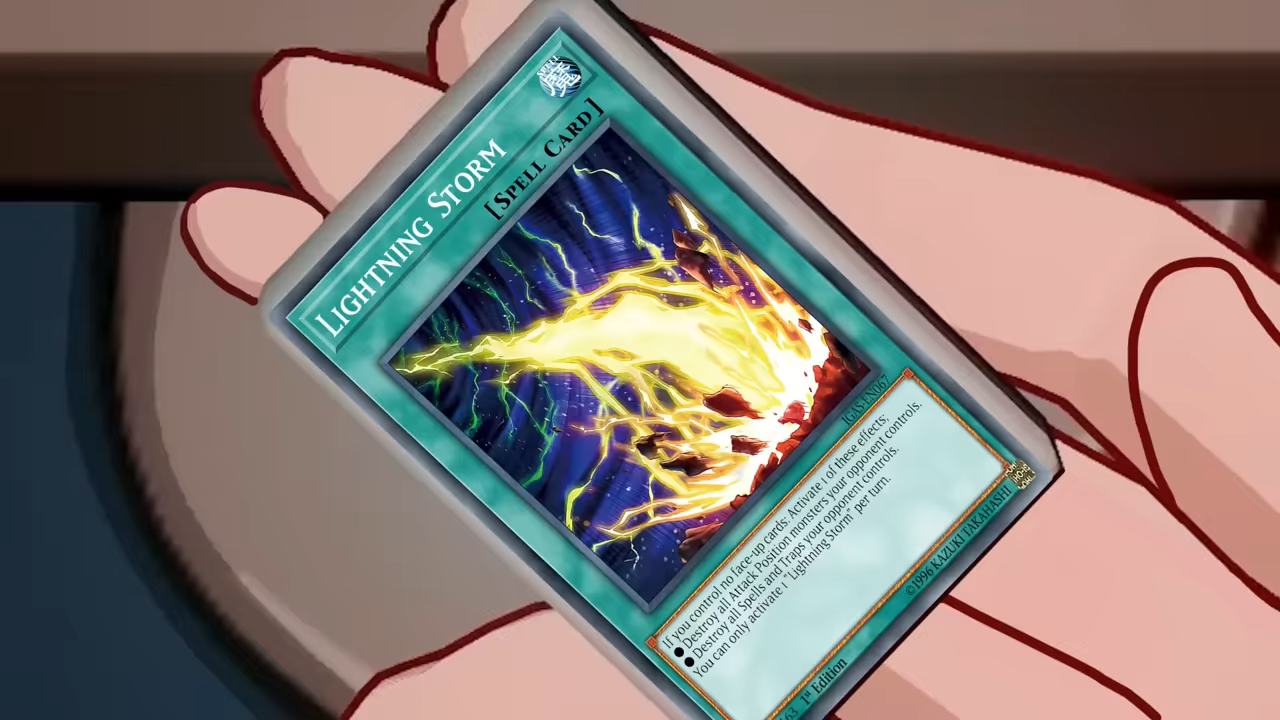 LIGHTNING STORM
[SPELL CARD]
IGAS-EN067
If you control no face-up cards: Activate 1 of these effects;
● Destroy all Attack Position monsters your opponent controls.
● Destroy all Spells and Traps your opponent controls.
You can only activate 1 "Lightning Storm" per turn.
1st Edition
©1996 KAZUKI TAKAHASHI